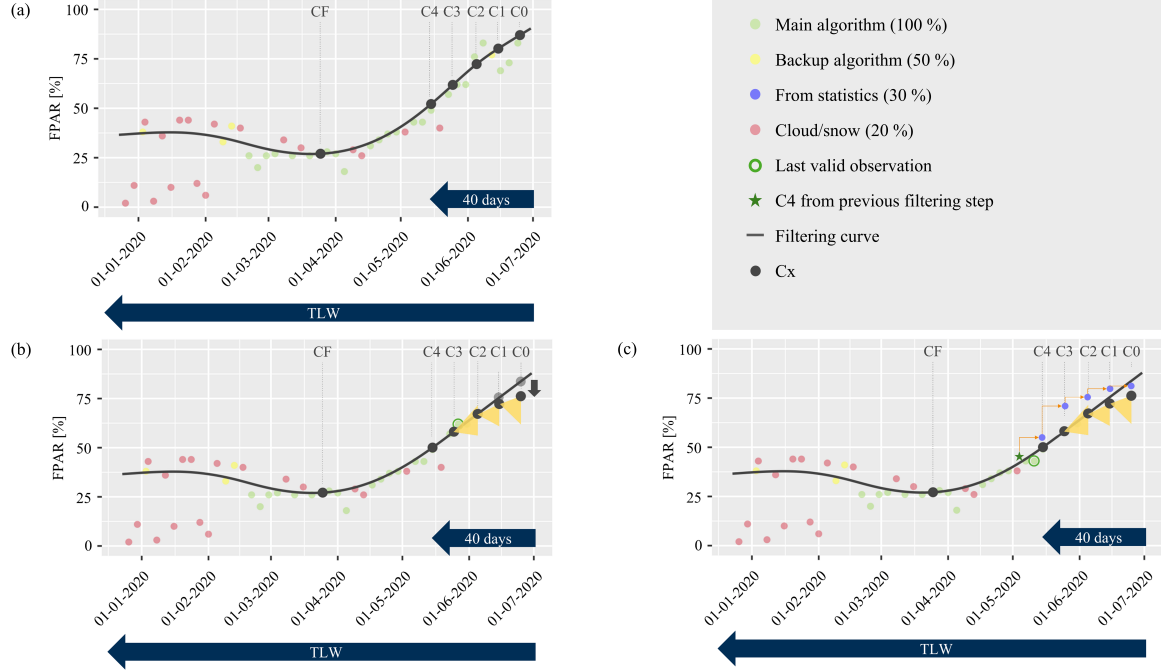 (a)
CF C4 C3 C2 C1 C0
100
75
50
25
0
FPAR [%]
40 days
01-01-2020 01-02-2020 01-03-2020 01-04-2020 01-05-2020 01-06-2020 01-07-2020
TLW
Main algorithm (100 %)
Backup algorithm (50 %)
From statistics (30 %)
Cloud/snow (20 %)
Last valid observation
C4 from previous filtering step
Filtering curve
Cx
(b)
CF C4 C3 C2 C1 C0
100
75
50
25
0
FPAR [%]
40 days
01-01-2020 01-02-2020 01-03-2020 01-04-2020 01-05-2020 01-06-2020 01-07-2020
TLW
(c)
CF C4 C3 C2 C1 C0
100
75
50
25
0
FPAR [%]
40 days
01-01-2020 01-02-2020 01-03-2020 01-04-2020 01-05-2020 01-06-2020 01-07-2020
TLW